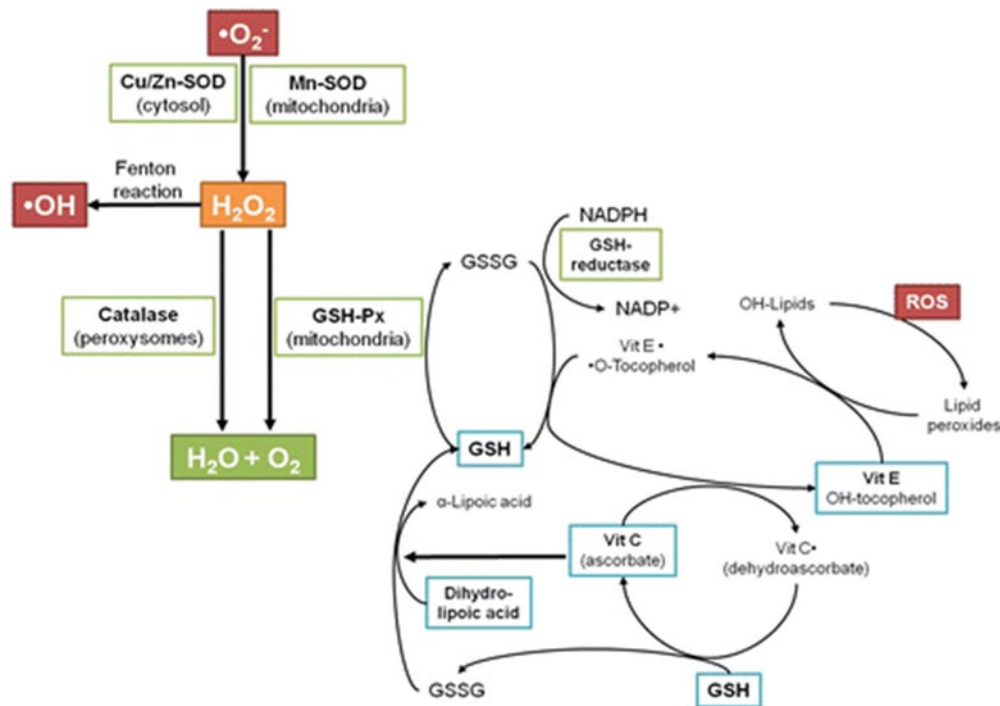 •O₂⁻
Cu/Zn-SOD
(cytosol)
Mn-SOD
(mitochondria)
Fenton
reaction
•OH
H₂O₂
Catalase
(peroxysomes)
GSH-Px
(mitochondria)
H₂O + O₂
NADPH
GSH-
reductase
NADP+
GSSG
Vit E •
•O-Tocopherol
OH-Lipids
ROS
Lipid
peroxides
GSH
Vit E
OH-tocopherol
α-Lipoic acid
Vit C
(ascorbate)
Vit C•
(dehydroascorbate)
Dihydro-
lipoic acid
GSSG
GSH